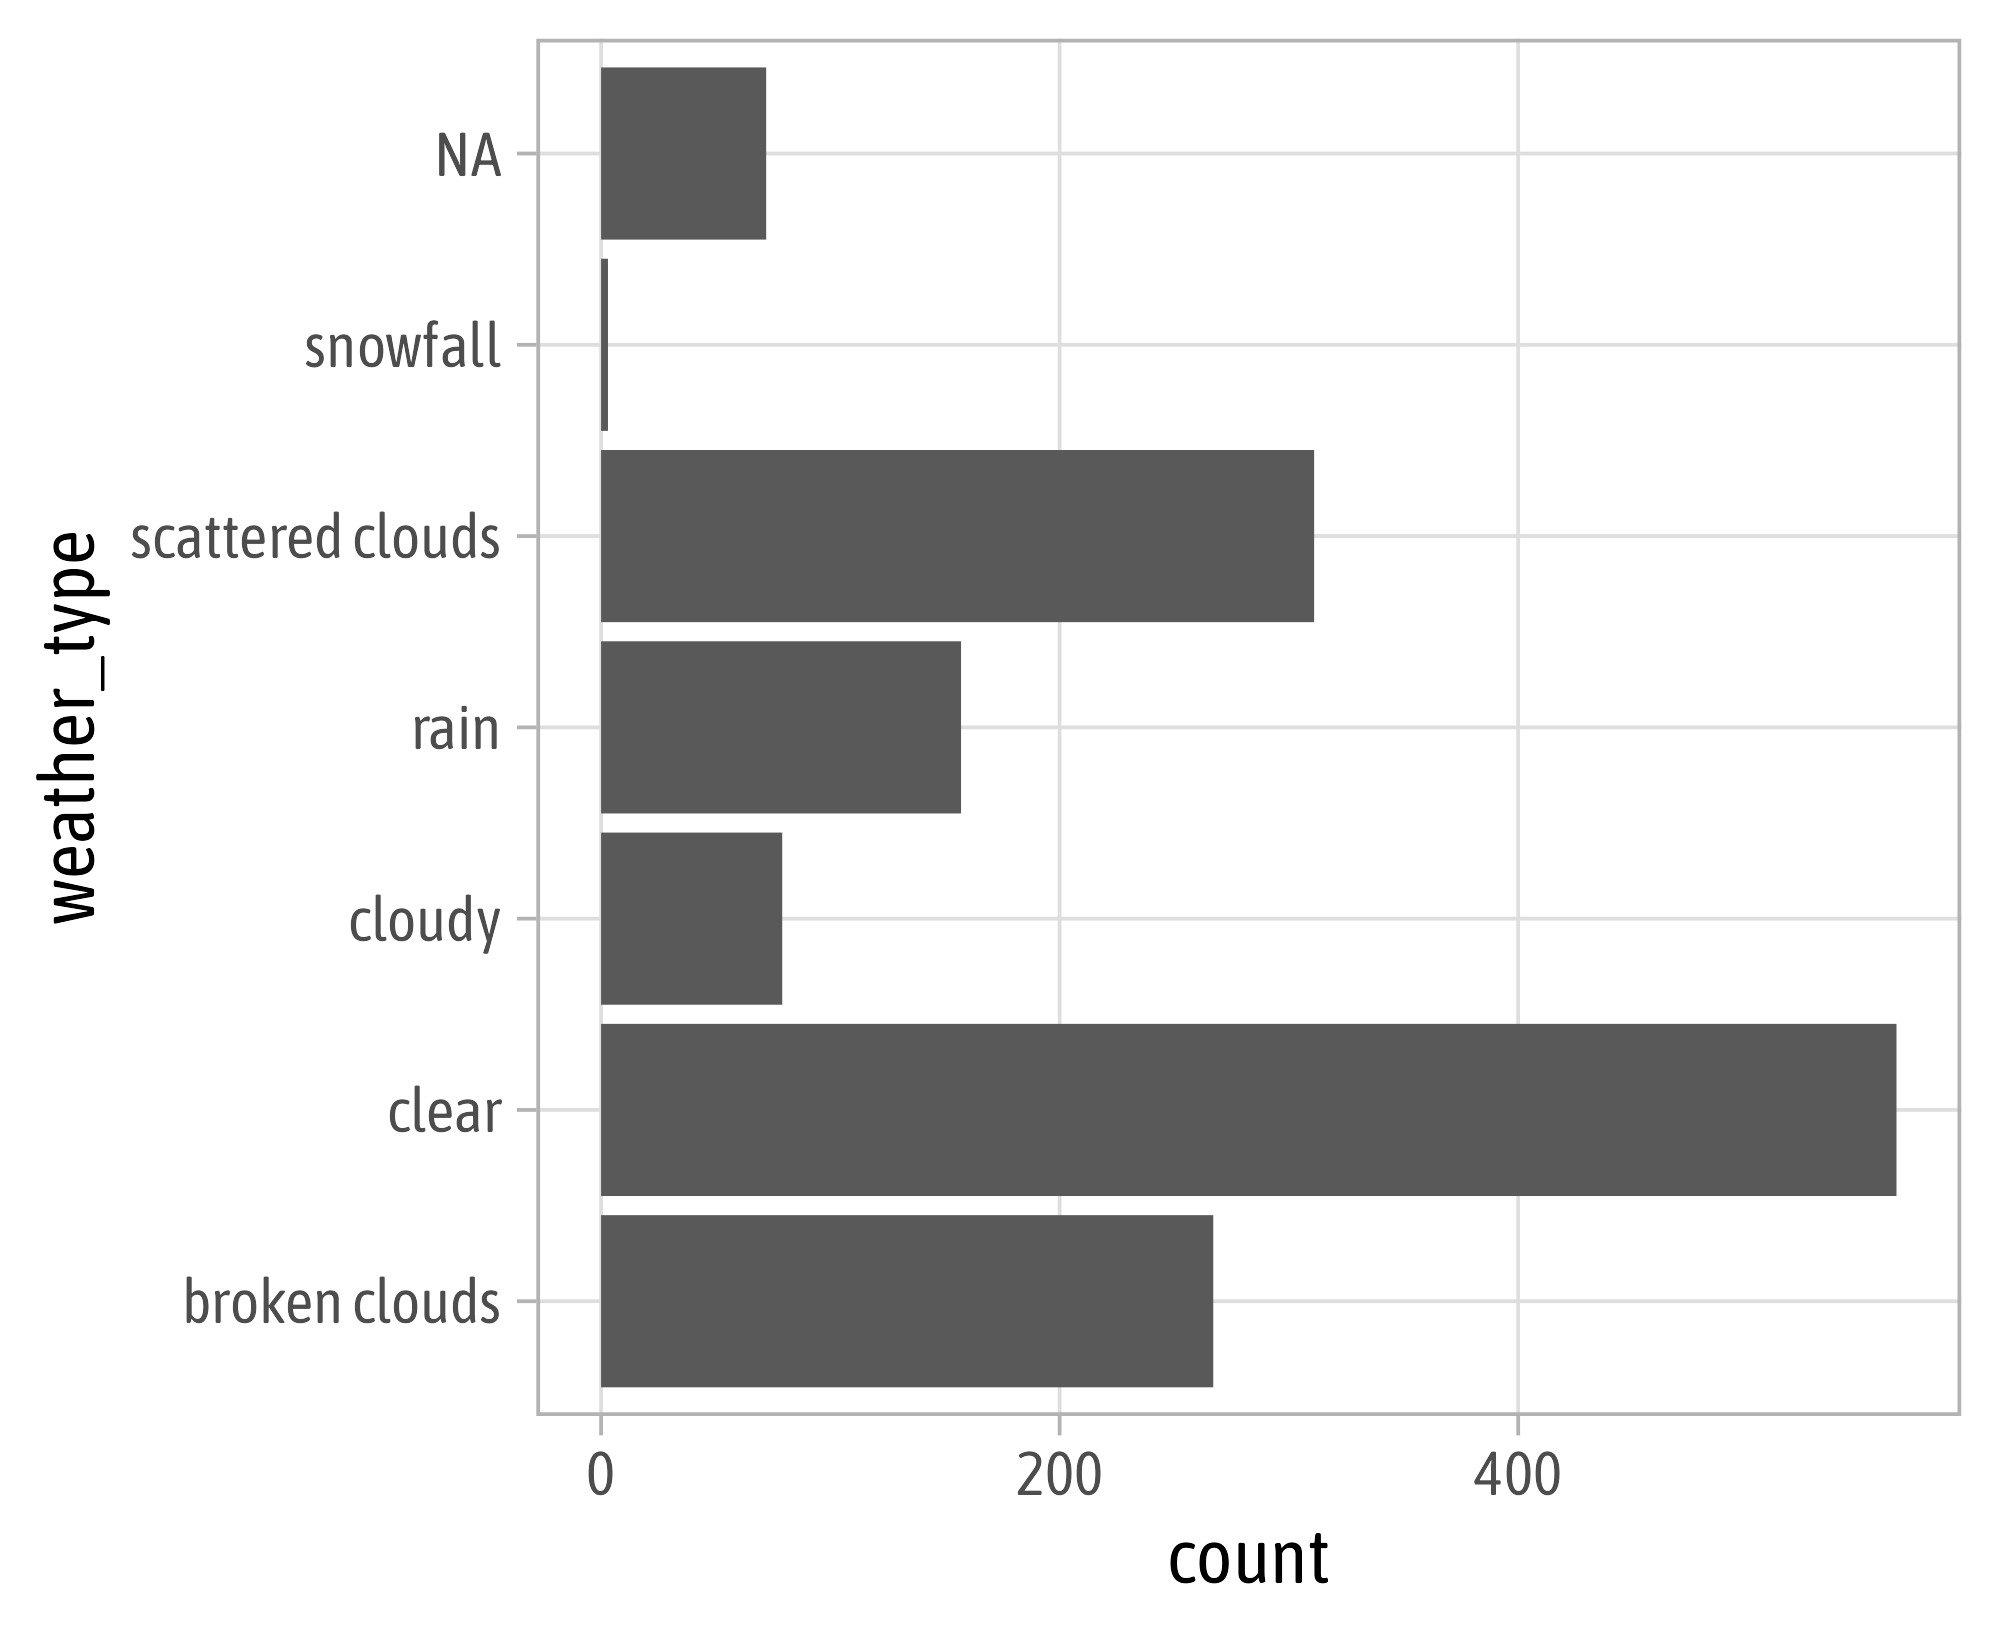 NA
snowfall
scattered clouds
rain
cloudy
clear
broken clouds
weather_type
0 200 400
count